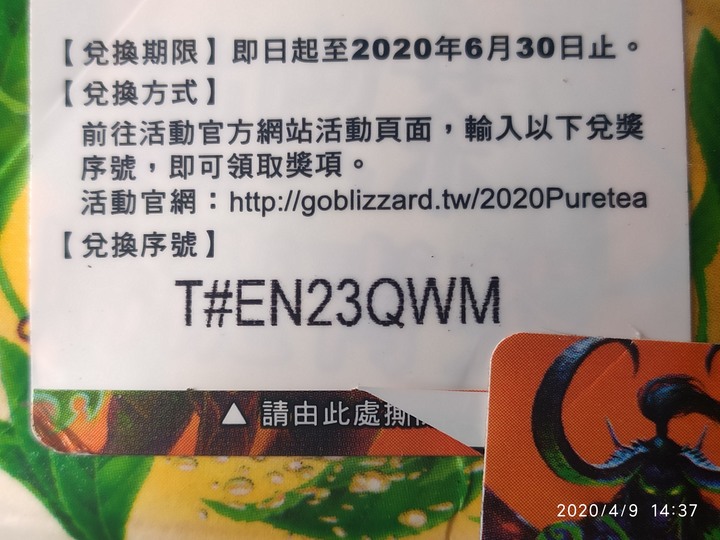 【兌換期限】即日起至2020年6月30日止。
【兌換方式】
前往活動官方網站活動頁面，輸入以下兌獎
序號，即可領取獎項。
活動官網：http://goblizzard.tw/2020Puretea
【兌換序號】
T#EN23QWM
▲ 請由此處撕
2020/4/9 14:37